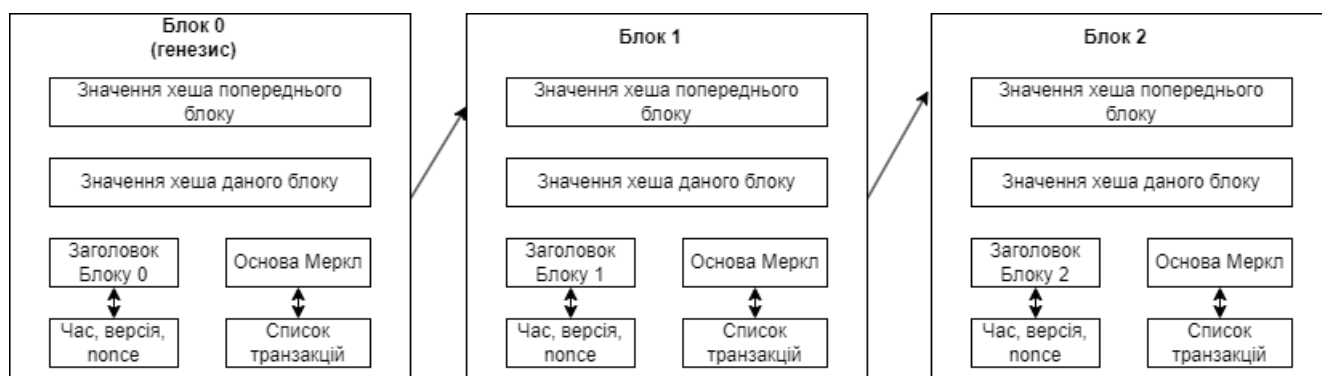 Блок 0
(генезис)
Значення хеша попереднього
блоку
Значення хеша даного блоку
Заголовок
Блоку 0
Основа Меркл
Час, версія,
nonce
Список
транзакцій
Блок 1
Значення хеша попереднього
блоку
Значення хеша даного блоку
Заголовок
Блоку 1
Основа Меркл
Час, версія,
nonce
Список
транзакцій
Блок 2
Значення хеша попереднього
блоку
Значення хеша даного блоку
Заголовок
Блоку 2
Основа Меркл
Час, версія,
nonce
Список
транзакцій